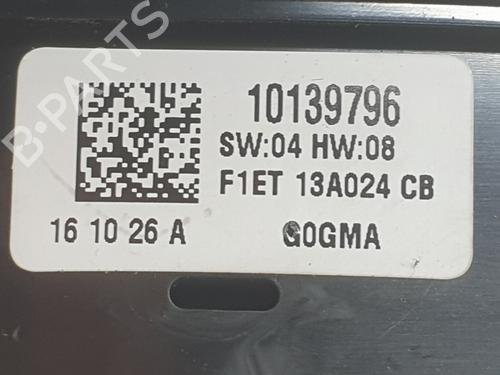 B-PARTS
10139796
SW:04 HW:08
F1ET 13A024 CB
16 10 26 A
G0GMA